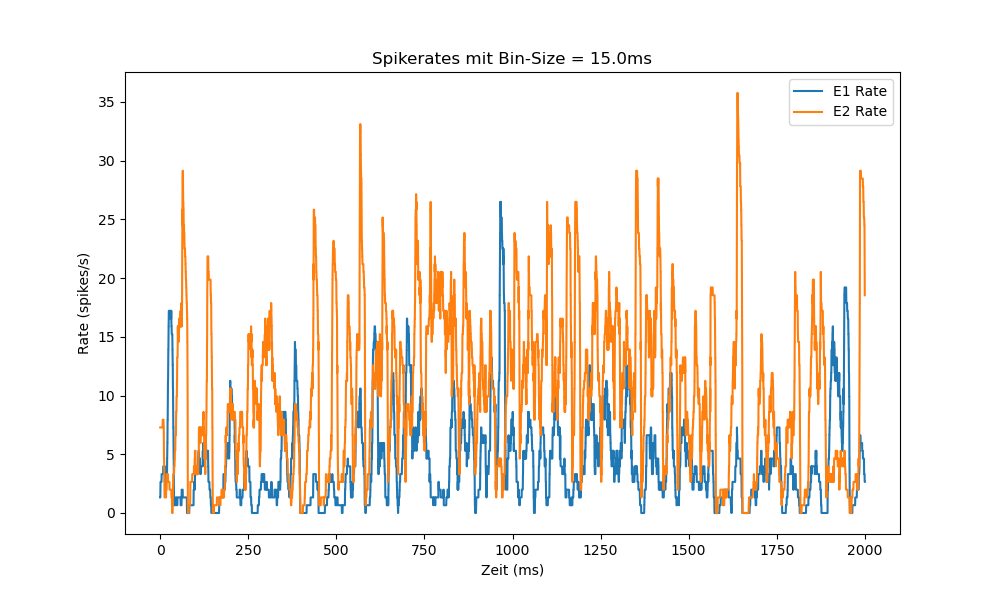 Spikerates mit Bin-Size = 15.0ms
E1 Rate
E2 Rate
Rate (spikes/s)
35
30
25
20
15
10
5
0
0 250 500 750 1000 1250 1500 1750 2000
Zeit (ms)